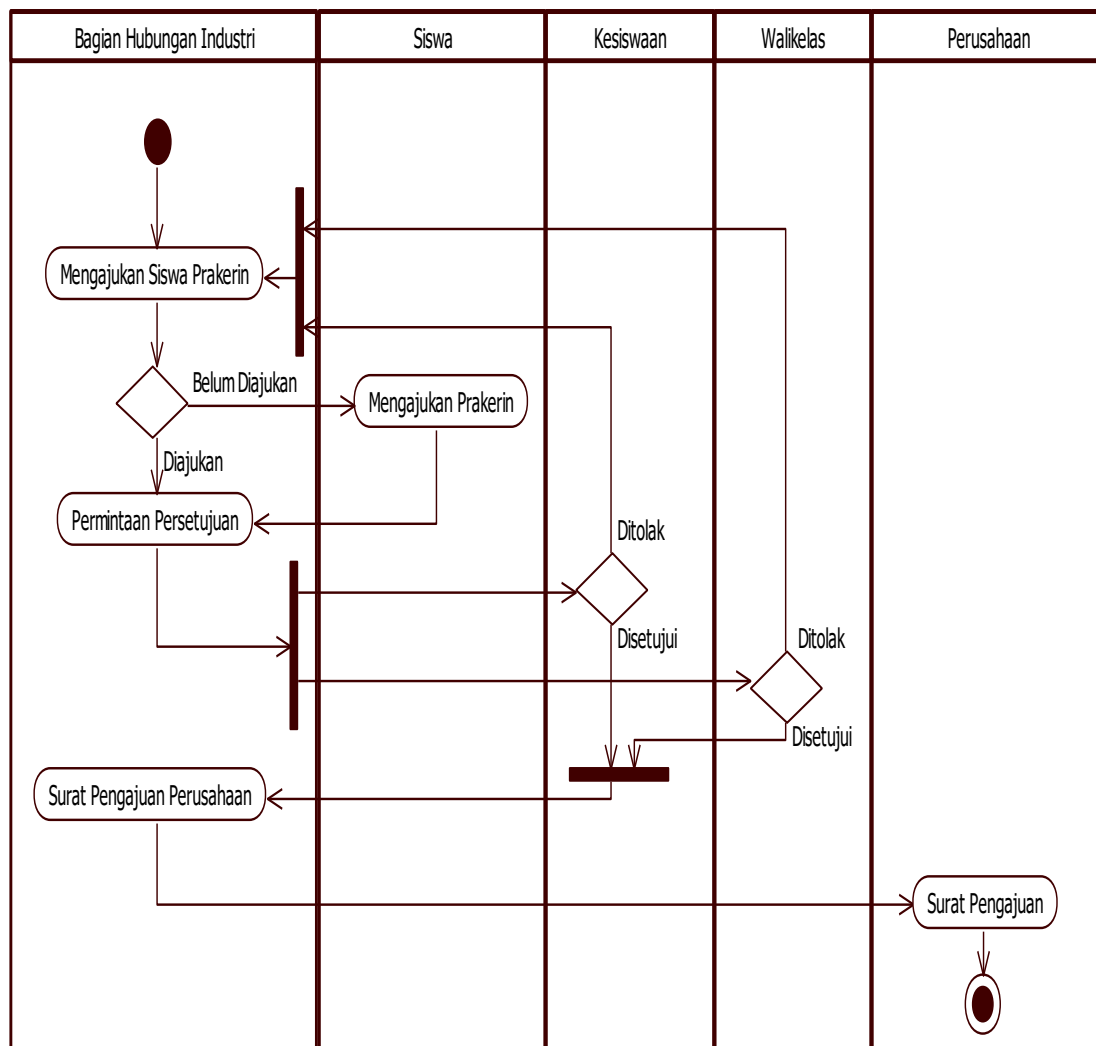 Bagian Hubungan Industri
Siswa
Kesiswaan
Walikelas
Perusahaan
Mengajukan Siswa Prakerin
Belum Diajukan
Mengajukan Prakerin
Diajukan
Permintaan Persetujuan
Ditolak
Disetujui
Ditolak
Disetujui
Surat Pengajuan Perusahaan
Surat Pengajuan